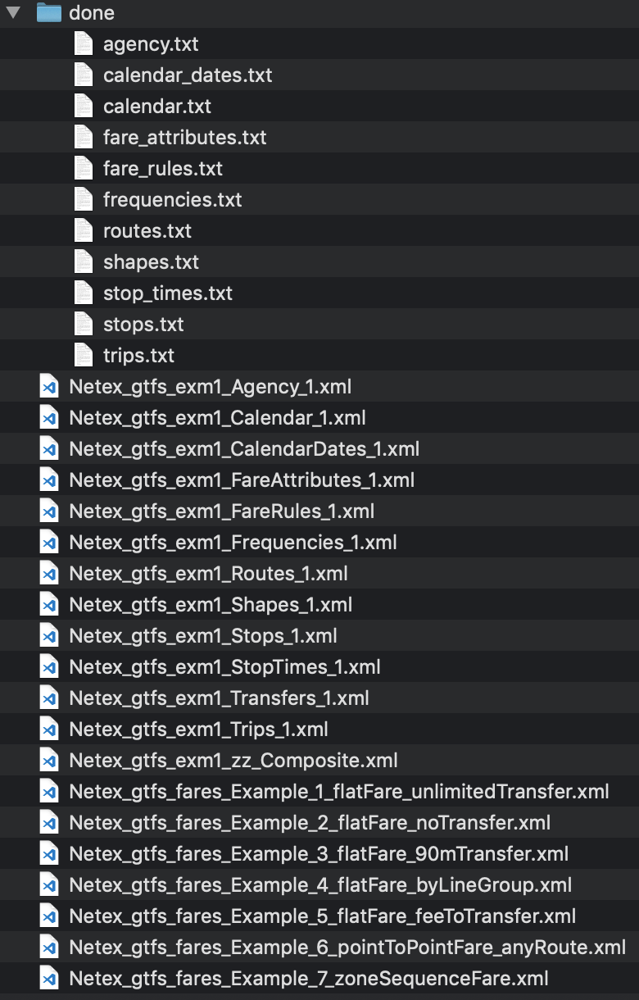 done
agency.txt
calendar_dates.txt
calendar.txt
fare_attributes.txt
fare_rules.txt
frequencies.txt
routes.txt
shapes.txt
stop_times.txt
stops.txt
trips.txt
Netex_gtfs_exm1_Agency_1.xml
Netex_gtfs_exm1_Calendar_1.xml
Netex_gtfs_exm1_CalendarDates_1.xml
Netex_gtfs_exm1_FareAttributes_1.xml
Netex_gtfs_exm1_FareRules_1.xml
Netex_gtfs_exm1_Frequencies_1.xml
Netex_gtfs_exm1_Routes_1.xml
Netex_gtfs_exm1_Shapes_1.xml
Netex_gtfs_exm1_Stops_1.xml
Netex_gtfs_exm1_StopTimes_1.xml
Netex_gtfs_exm1_Transfers_1.xml
Netex_gtfs_exm1_Trips_1.xml
Netex_gtfs_exm1_zz_Composite.xml
Netex_gtfs_fares_Example_1_flatFare_unlimitedTransfer.xml
Netex_gtfs_fares_Example_2_flatFare_noTransfer.xml
Netex_gtfs_fares_Example_3_flatFare_90mTransfer.xml
Netex_gtfs_fares_Example_4_flatFare_byLineGroup.xml
Netex_gtfs_fares_Example_5_flatFare_feeToTransfer.xml
Netex_gtfs_fares_Example_6_pointToPointFare_anyRoute.xml
Netex_gtfs_fares_Example_7_zoneSequenceFare.xml